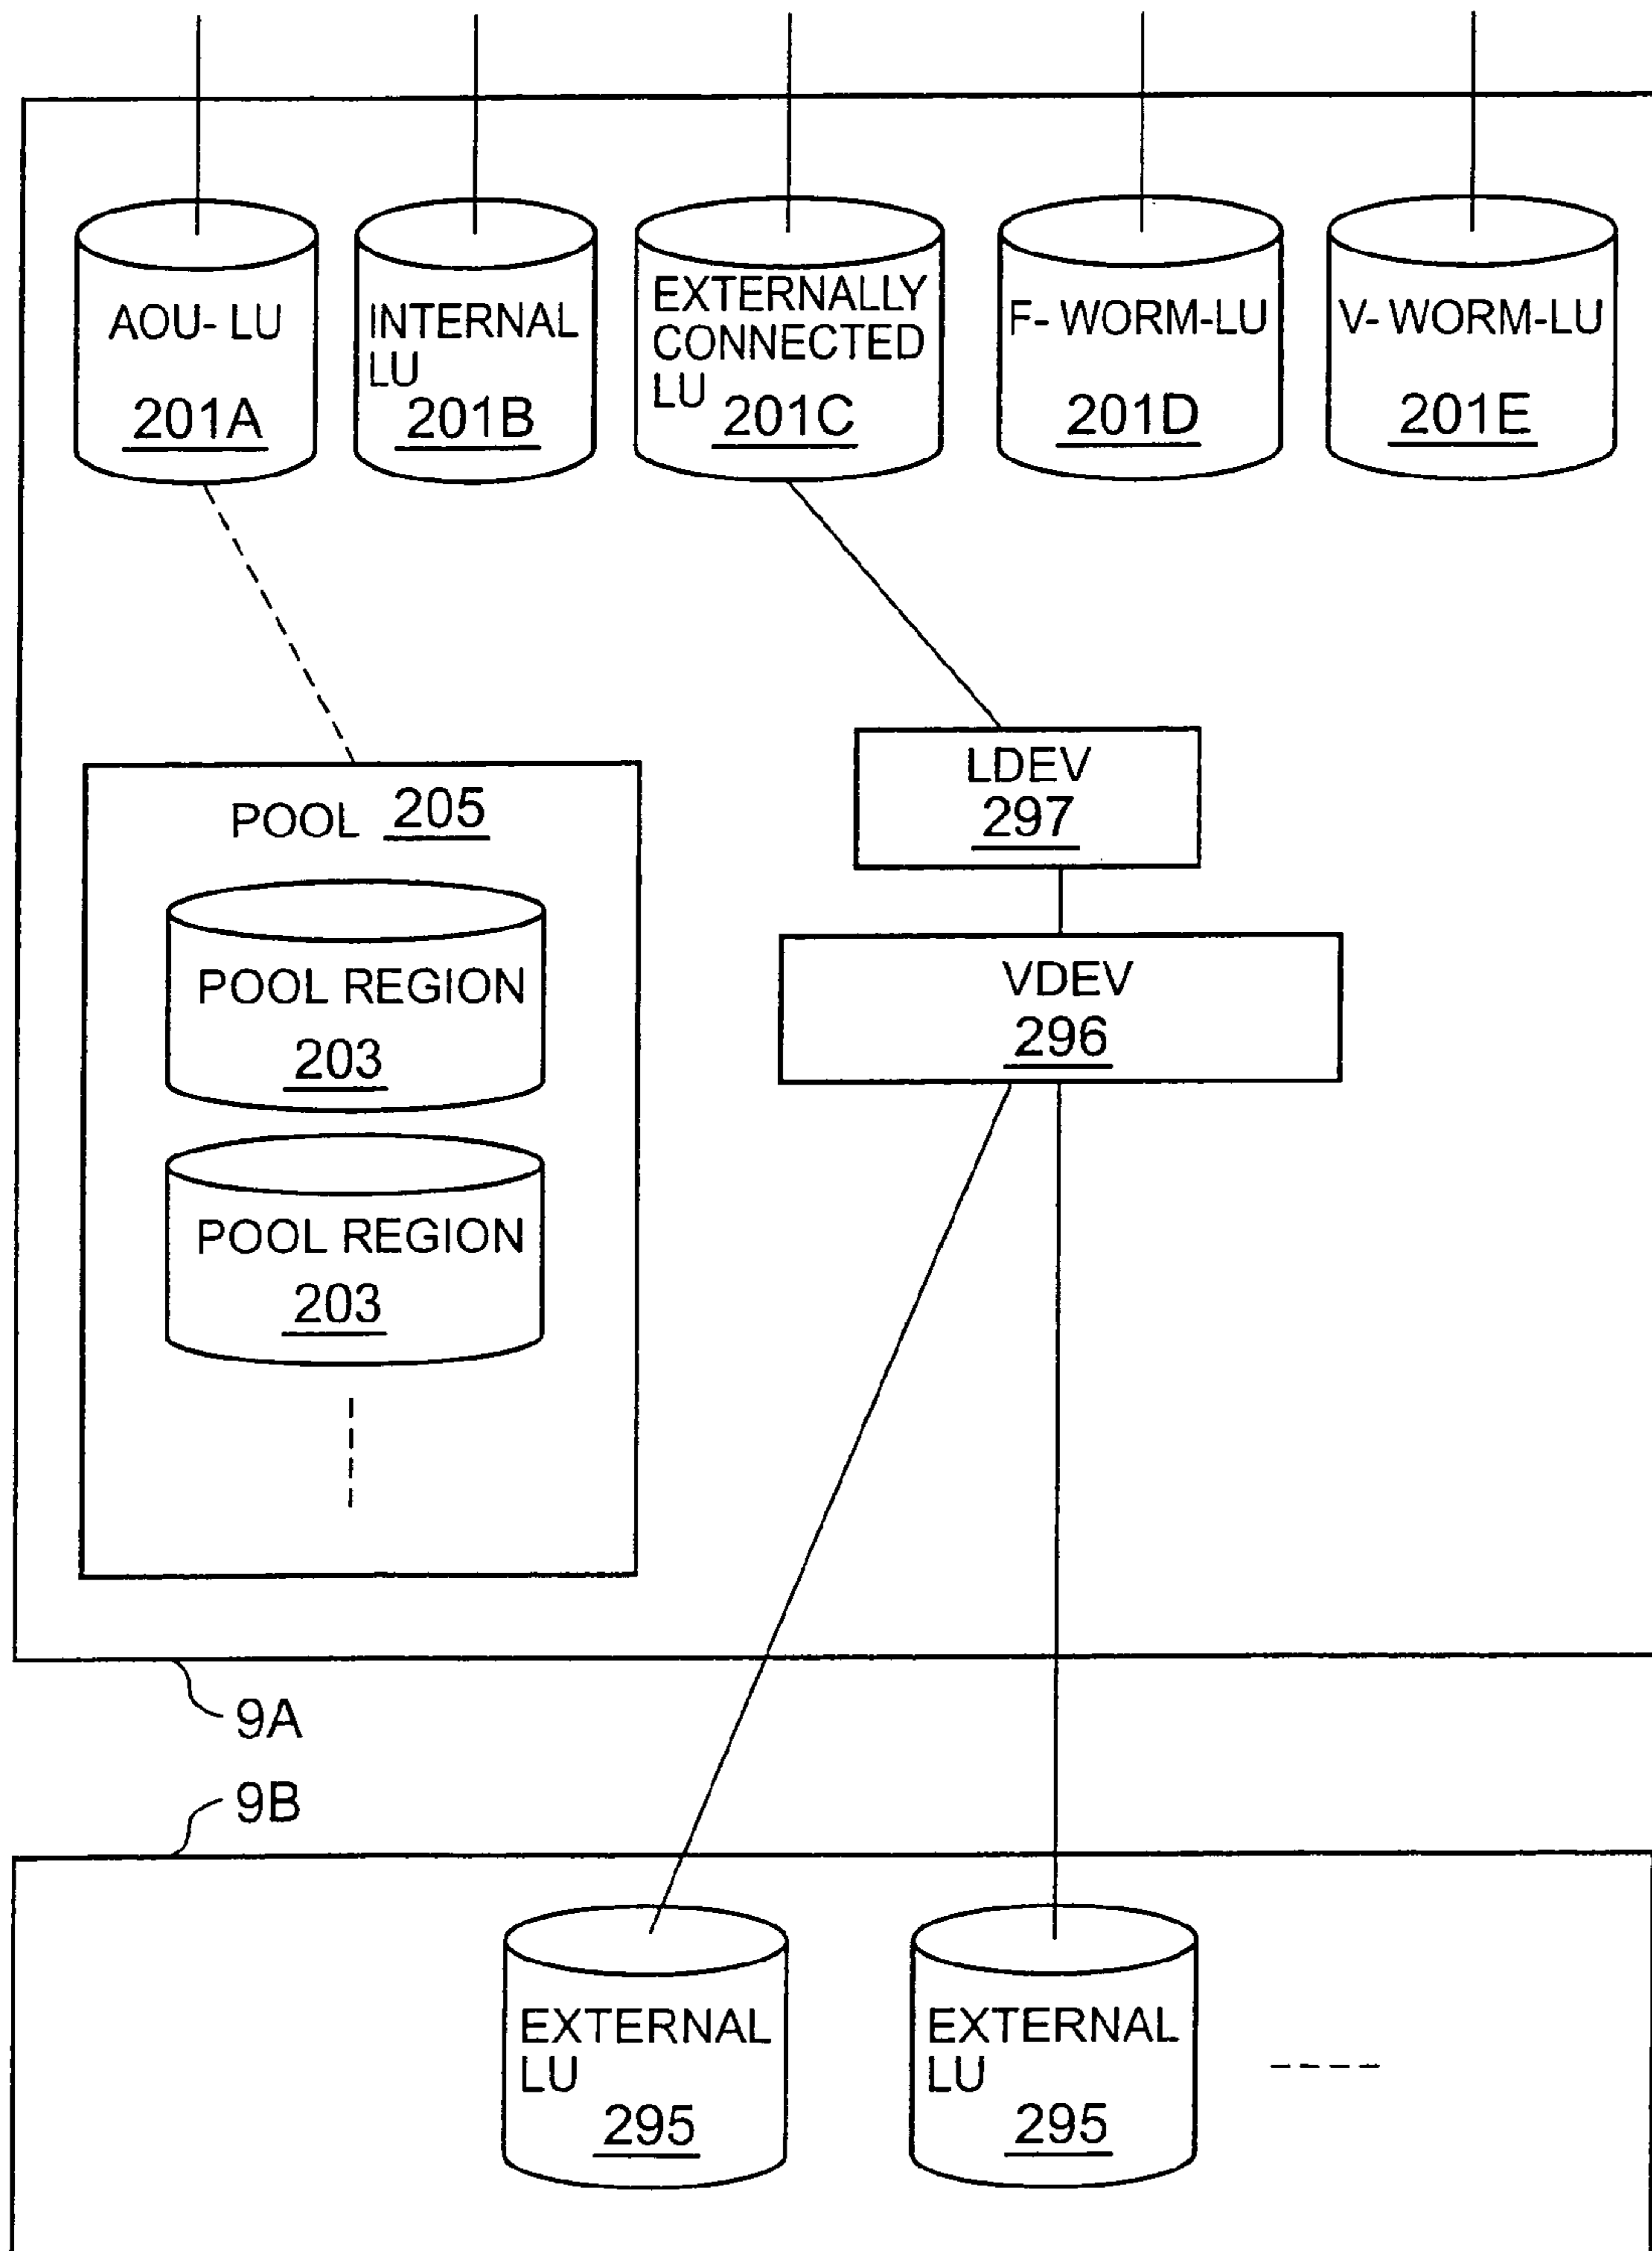 AOU- LU
201A
INTERNAL
LU
201B
EXTERNALLY
CONNECTED
LU
201C
F- WORM-LU
201D
V- WORM-LU
201E
POOL 205
POOL REGION
203
POOL REGION
203
LDEV
297
VDEV
296
9A
9B
EXTERNAL
LU
295
EXTERNAL
LU
295